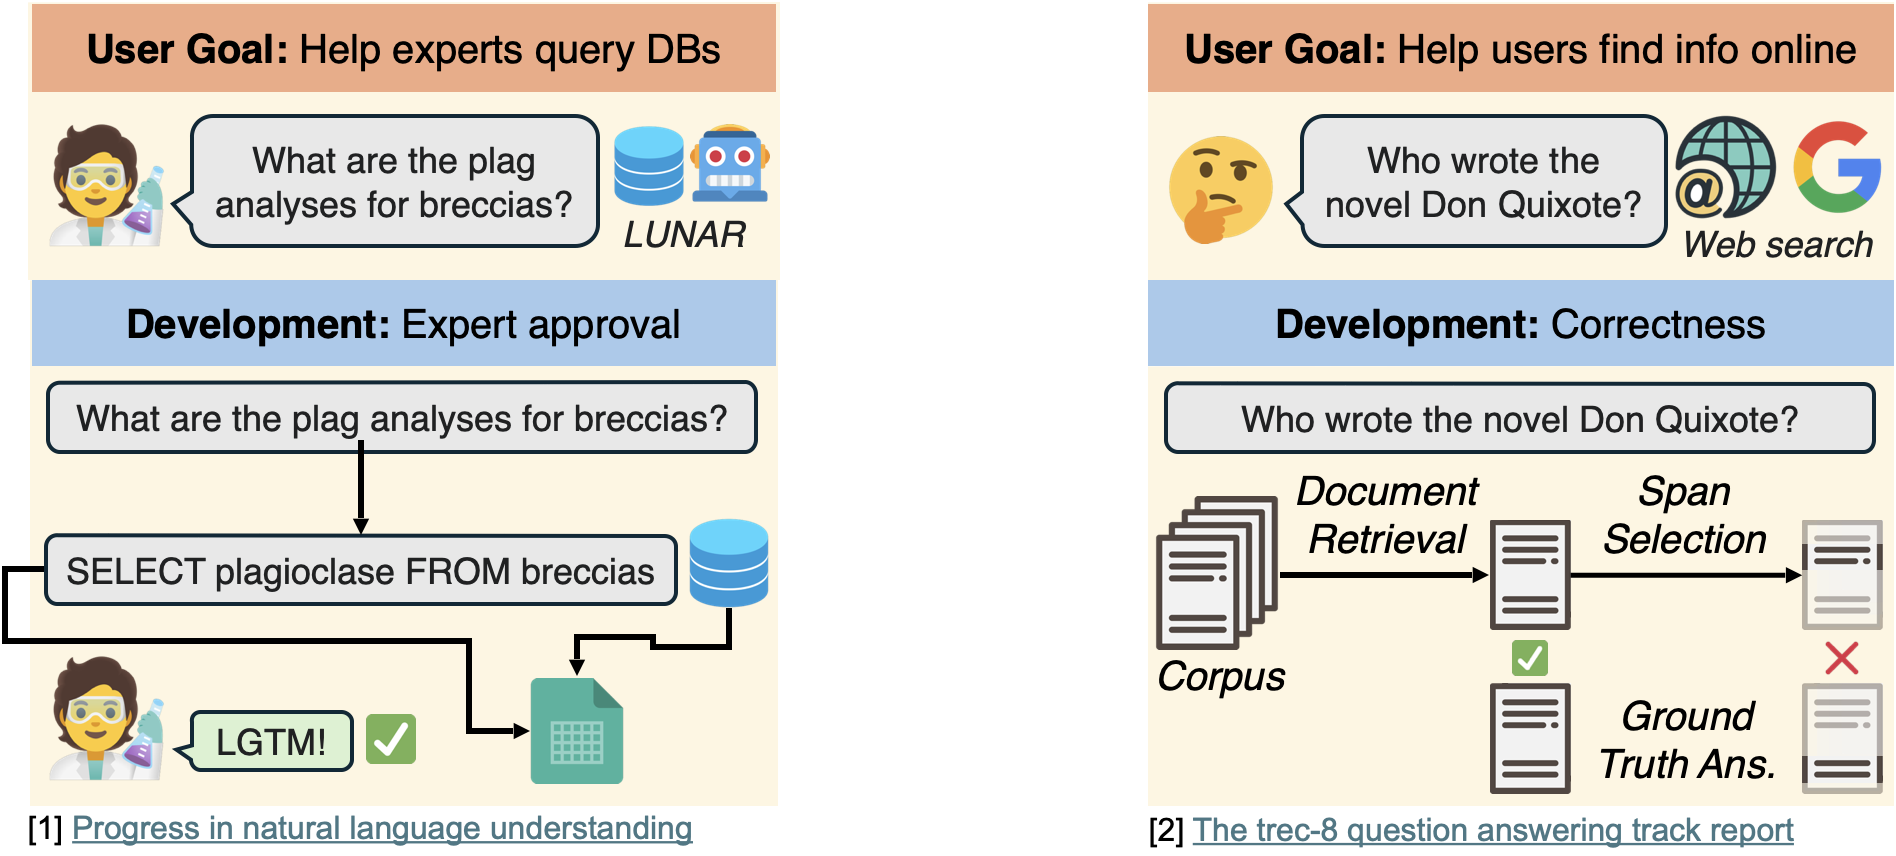 User Goal: Help experts query DBs
What are the plag
analyses for breccias?
LUNAR
Development: Expert approval
What are the plag analyses for breccias?
SELECT plagioclase FROM breccias
LGTM!
[1] Progress in natural language understanding
User Goal: Help users find info online
Who wrote the
novel Don Quixote?
@
Web search
Development: Correctness
Who wrote the novel Don Quixote?
Document
Retrieval
Span
Selection
Corpus
Ground
Truth Ans.
[2] The trec-8 question answering track report